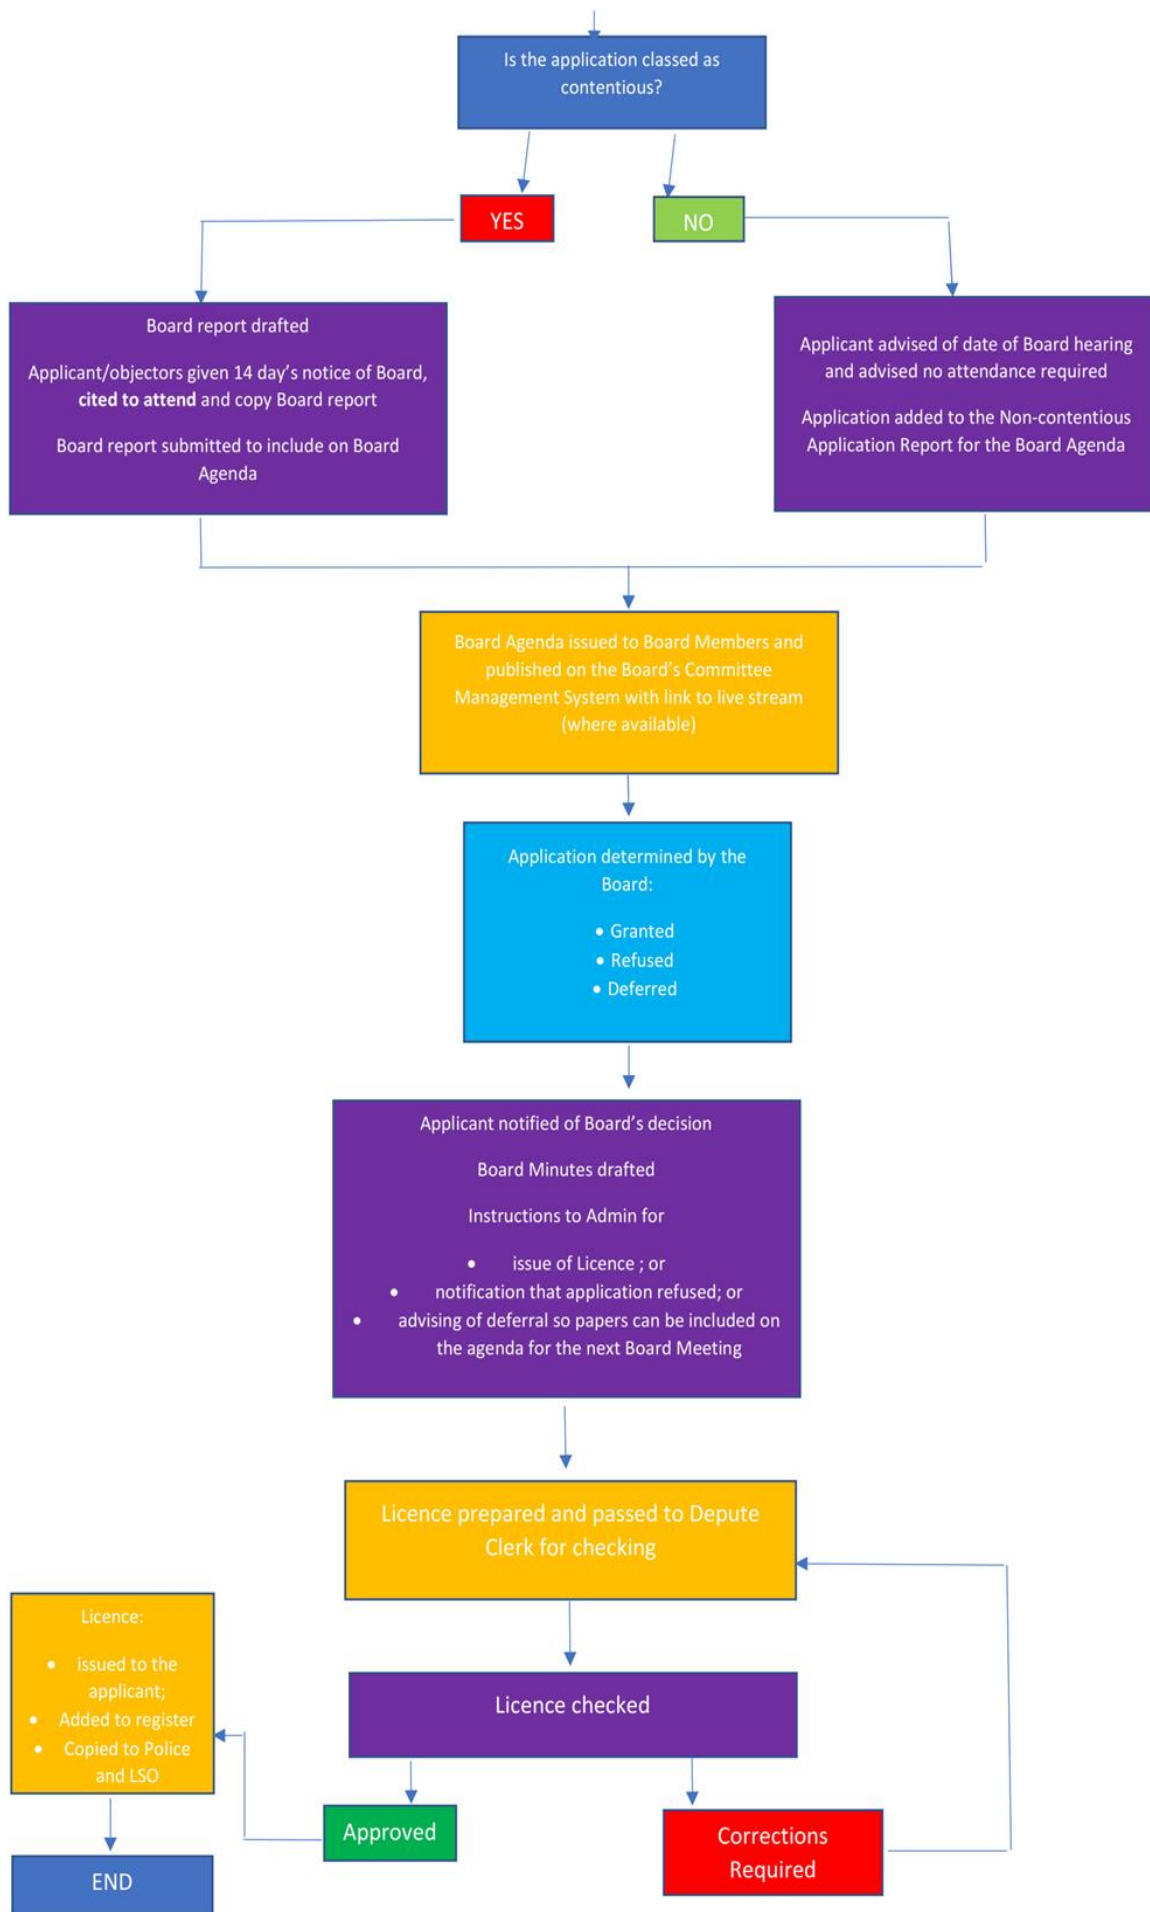 Is the application classed as
contentious?
YES
NO
Board report drafted
Applicant/objectors given 14 day's notice of Board,
cited to attend and copy Board report
Board report submitted to include on Board
Agenda
Applicant advised of date of Board hearing
and advised no attendance required
Application added to the Non-contentious
Application Report for the Board Agenda
Board Agenda issued to Board Members and
published on the Board's Committee
Management System with link to live stream
(where available)
Application determined by the
Board:
• Granted
• Refused
• Deferred
Applicant notified of Board's decision
Board Minutes drafted
Instructions to Admin for
• issue of Licence ; or
• notification that application refused; or
• advising of deferral so papers can be included on
the agenda for the next Board Meeting
Licence prepared and passed to Depute
Clerk for checking
Licence:
• issued to the
applicant;
• Added to register
• Copied to Police
and LSO
Licence checked
Approved
Corrections
Required
END